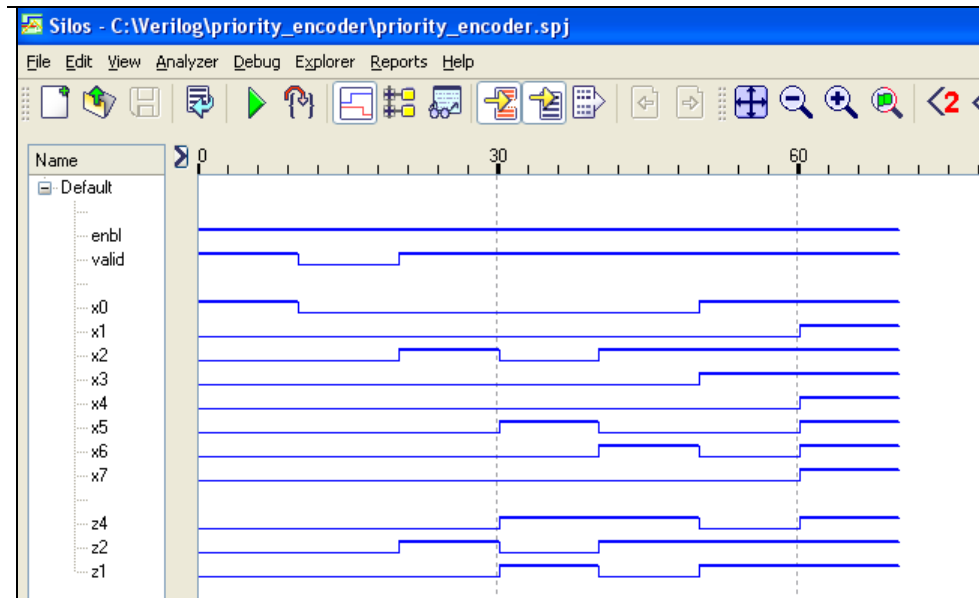 Silos - C:\Verilog\priority_encoder\priority_encoder.spj
File Edit View Analyzer Debug Explorer Reports Help
2
Name Σ 0 30 60
Default
enbl
valid
x0
x1
x2
x3
x4
x5
x6
x7
z4
z2
z1